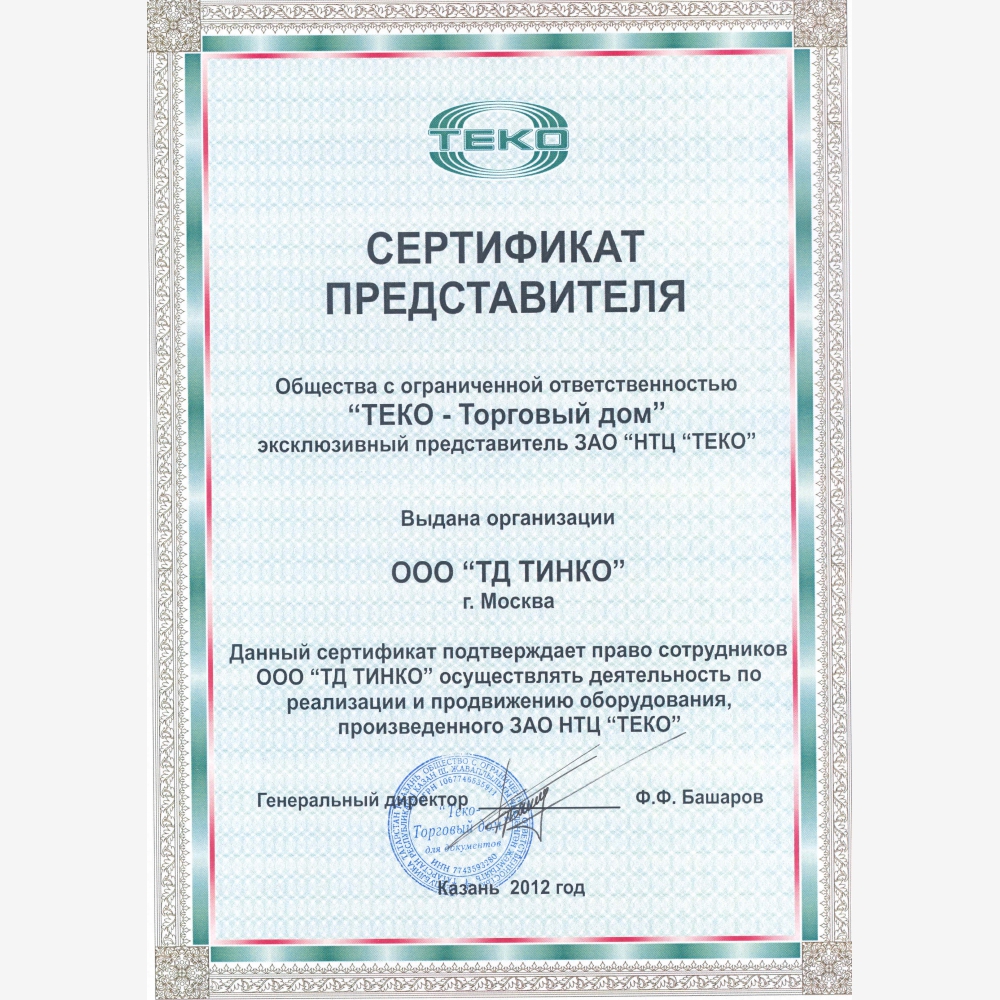 ТЕКО
СЕРТИФИКАТ
ПРЕДСТАВИТЕЛЯ
Общества с ограниченной ответственностью
“ТЕКО - Торговый дом”
эксклюзивный представитель ЗАО “НТЦ “ТЕКО”
Выдана организации
ООО “ТД ТИНКО”
г. Москва
Данный сертификат подтверждает право сотрудников
ООО “ТД ТИНКО” осуществлять деятельность по
реализации и продвижению оборудования,
произведенного ЗАО НТЦ “ТЕКО”
Генеральный директор
Ф.Ф. Башаров
"Теко-
Торговый дом"
для документов
ИНН 7743593280
Казань 2012 год